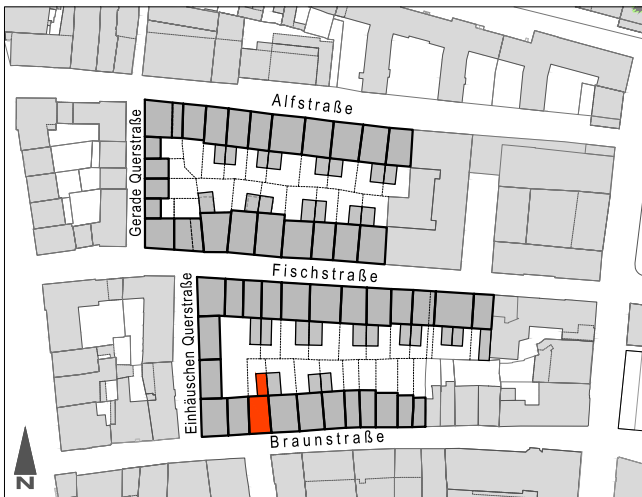 Alfstraße
Gerade Querstraße
Fischstraße
Einhäuschen Querstraße
Braunstraße
N